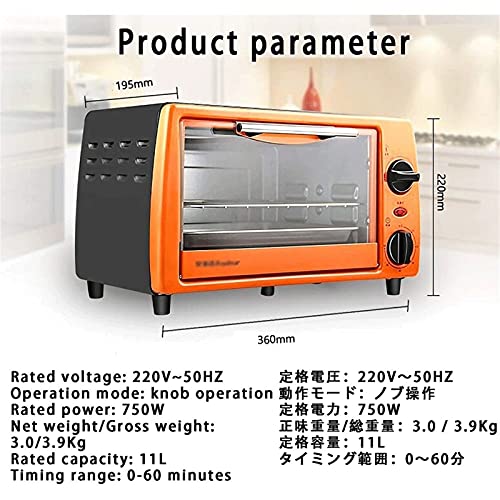 Product parameter
195mm
220mm
360mm
Rated voltage: 220V~50HZ
Operation mode: knob operation
Rated power: 750W
Net weight/Gross weight:
3.0/3.9Kg
Rated capacity: 11L
Timing range: 0-60 minutes
定格電圧: 220V〜50HZ
動作モード: ノブ操作
定格電力: 750W
正味重量/総重量: 3.0 / 3.9Kg
定格容量: 11L
タイミング範囲: 0〜60分